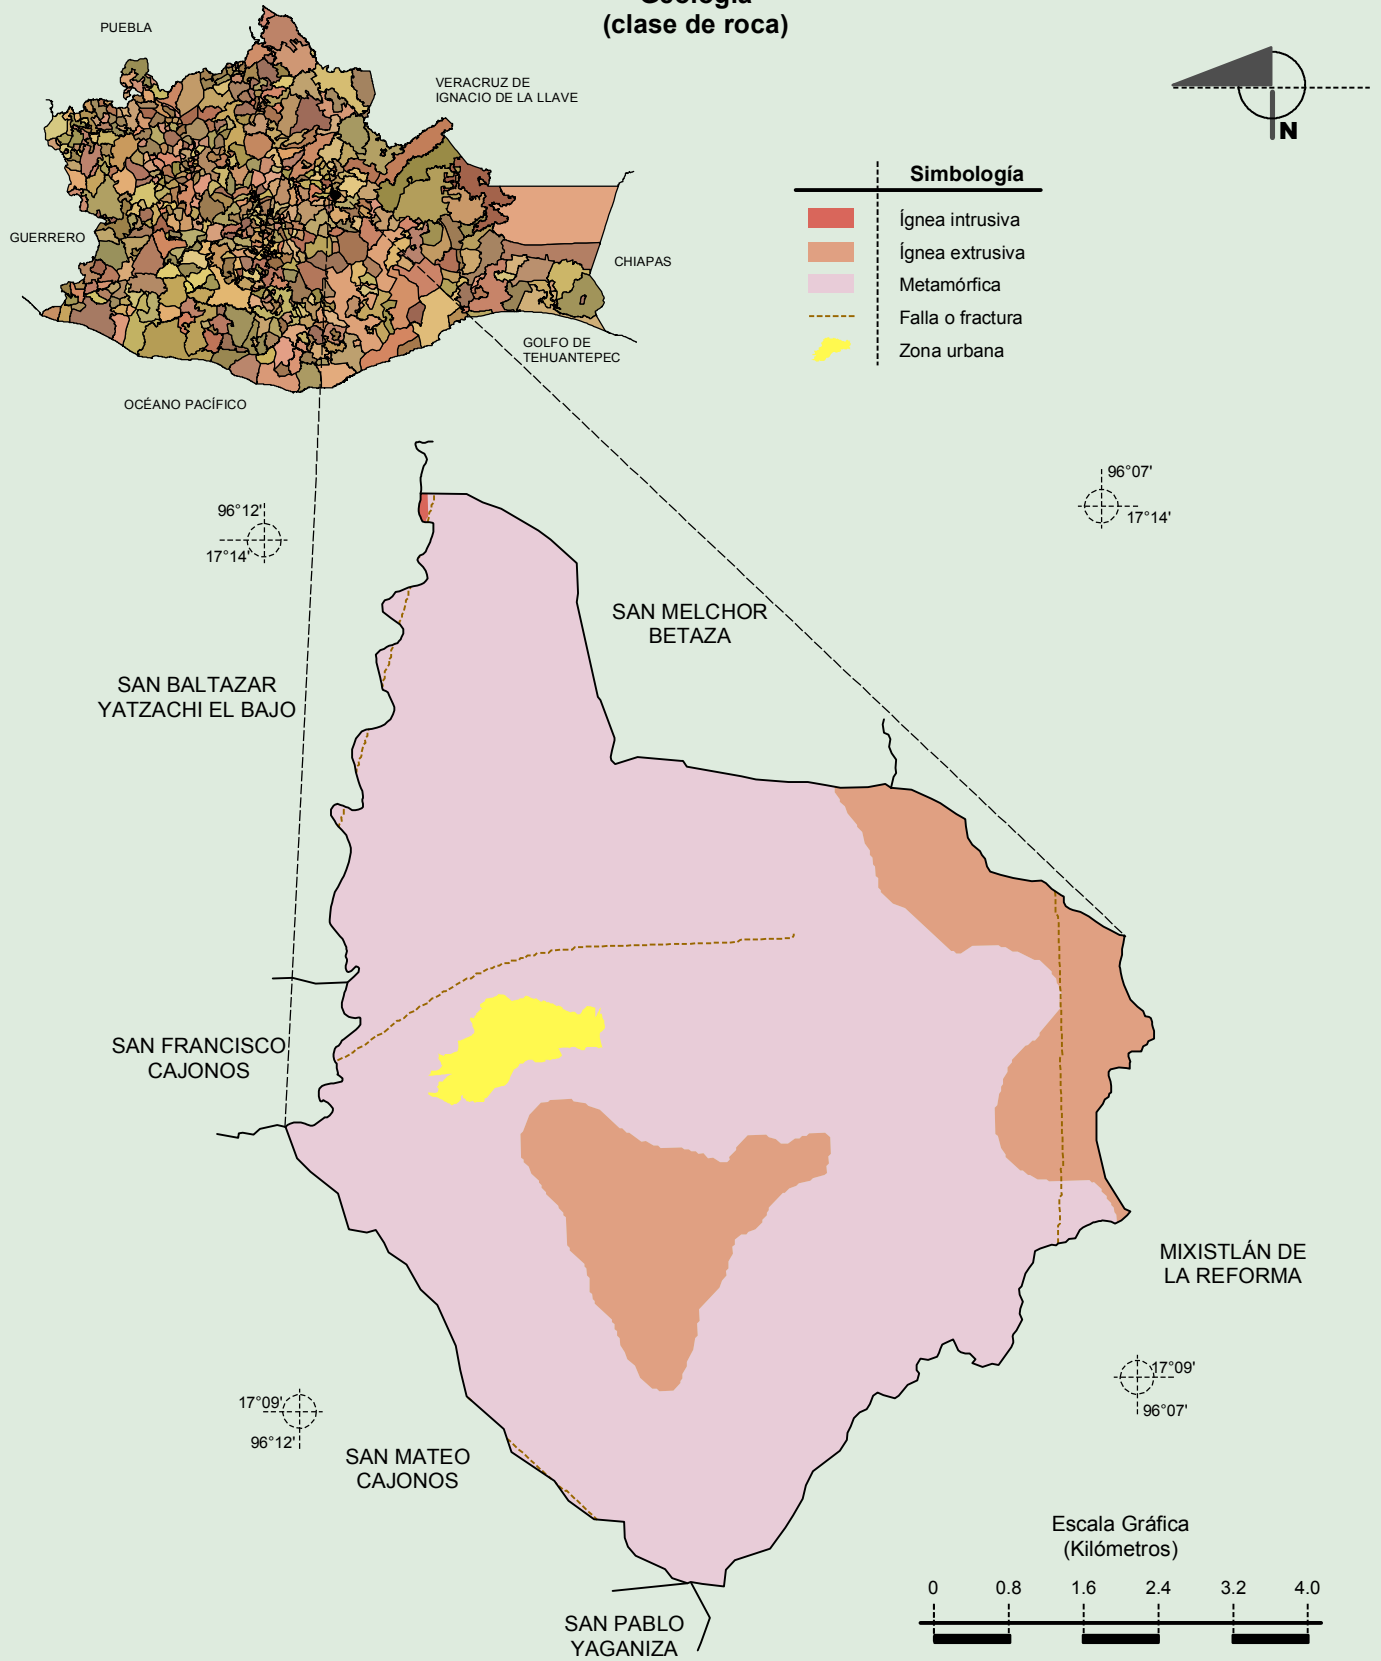 Geología
(clase de roca)
PUEBLA
VERACRUZ DE
IGNACIO DE LA LLAVE
GUERRERO
CHIAPAS
GOLFO DE
TEHUANTEPEC
OCÉANO PACÍFICO
N
Simbología
Ígnea intrusiva
Ígnea extrusiva
Metamórfica
Falla o fractura
Zona urbana
96°12'
17°14'
96°07'
17°14'
SAN MELCHOR
BETAZA
SAN BALTAZAR
YATZACHI EL BAJO
SAN FRANCISCO
CAJONOS
MIXISTLÁN DE
LA REFORMA
17°09'
96°12'
17°09'
96°07'
SAN MATEO
CAJONOS
SAN PABLO
YAGANIZA
Escala Gráfica
(Kilómetros)
0 0.8 1.6 2.4 3.2 4.0